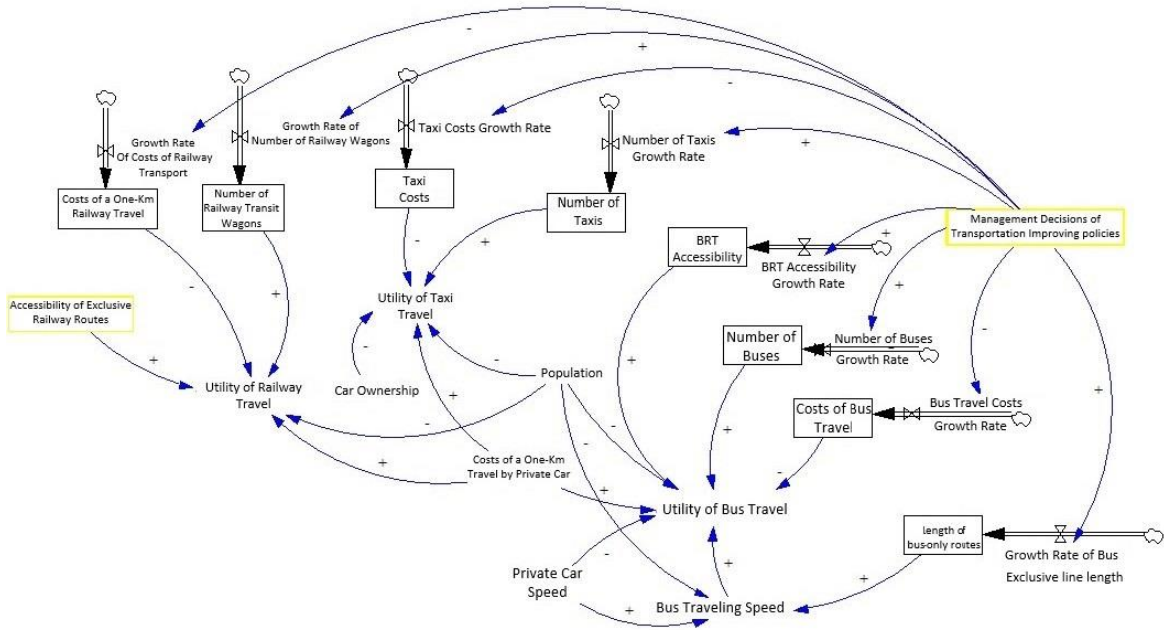 -
+
-
+
Growth Rate
Of Costs of Railway
Transport
Growth Rate of
Number of Railway Wagons
Taxi Costs Growth Rate
Number of Taxis
Growth Rate
Costs of a One-Km
Railway Travel
Number of
Railway Transit
Wagons
Taxi
Costs
Number of
Taxis
Management Decisions of
Transportation Improving policies
BRT
Accessibility
+
BRT Accessibility
Growth Rate
-
+
-
+
+
Accessibility of Exclusive
Railway Routes
Utility of Taxi
Travel
Number of
Buses
Number of Buses
Growth Rate
-
+
-
-
+
Utility of Railway
Travel
Car Ownership
Population
+
+
Costs of Bus
Travel
Bus Travel Costs
Growth Rate
-
-
-
+
+
Costs of a One-Km
Travel by Private Car
-
+
Utility of Bus Travel
length of
bus-only routes
Growth Rate of Bus
Exclusive line length
-
+
Private Car
Speed
+
+
Bus Traveling Speed